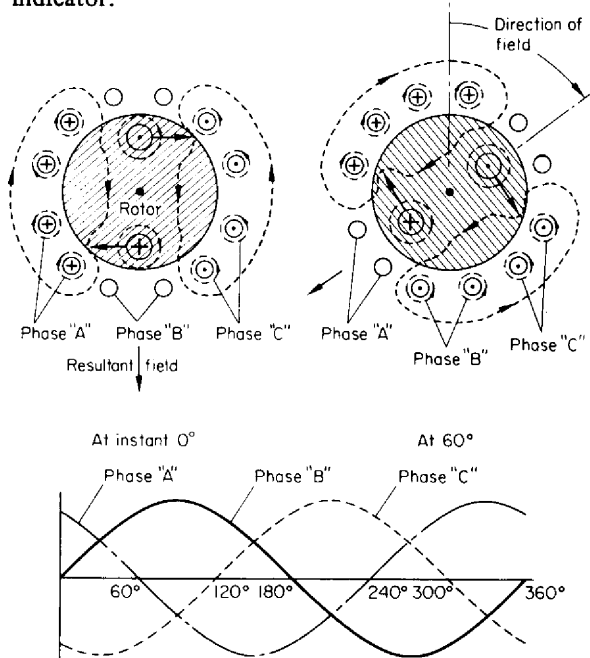 indicator.
Direction of
field
Rotor
Phase "A"
Phase "B"
Phase "C"
Resultant field
Phase "A"
Phase "B"
Phase "C"
At instant 0°
At 60°
Phase "A"
Phase "B"
Phase "C"
60° 120° 180° 240° 300° 360°